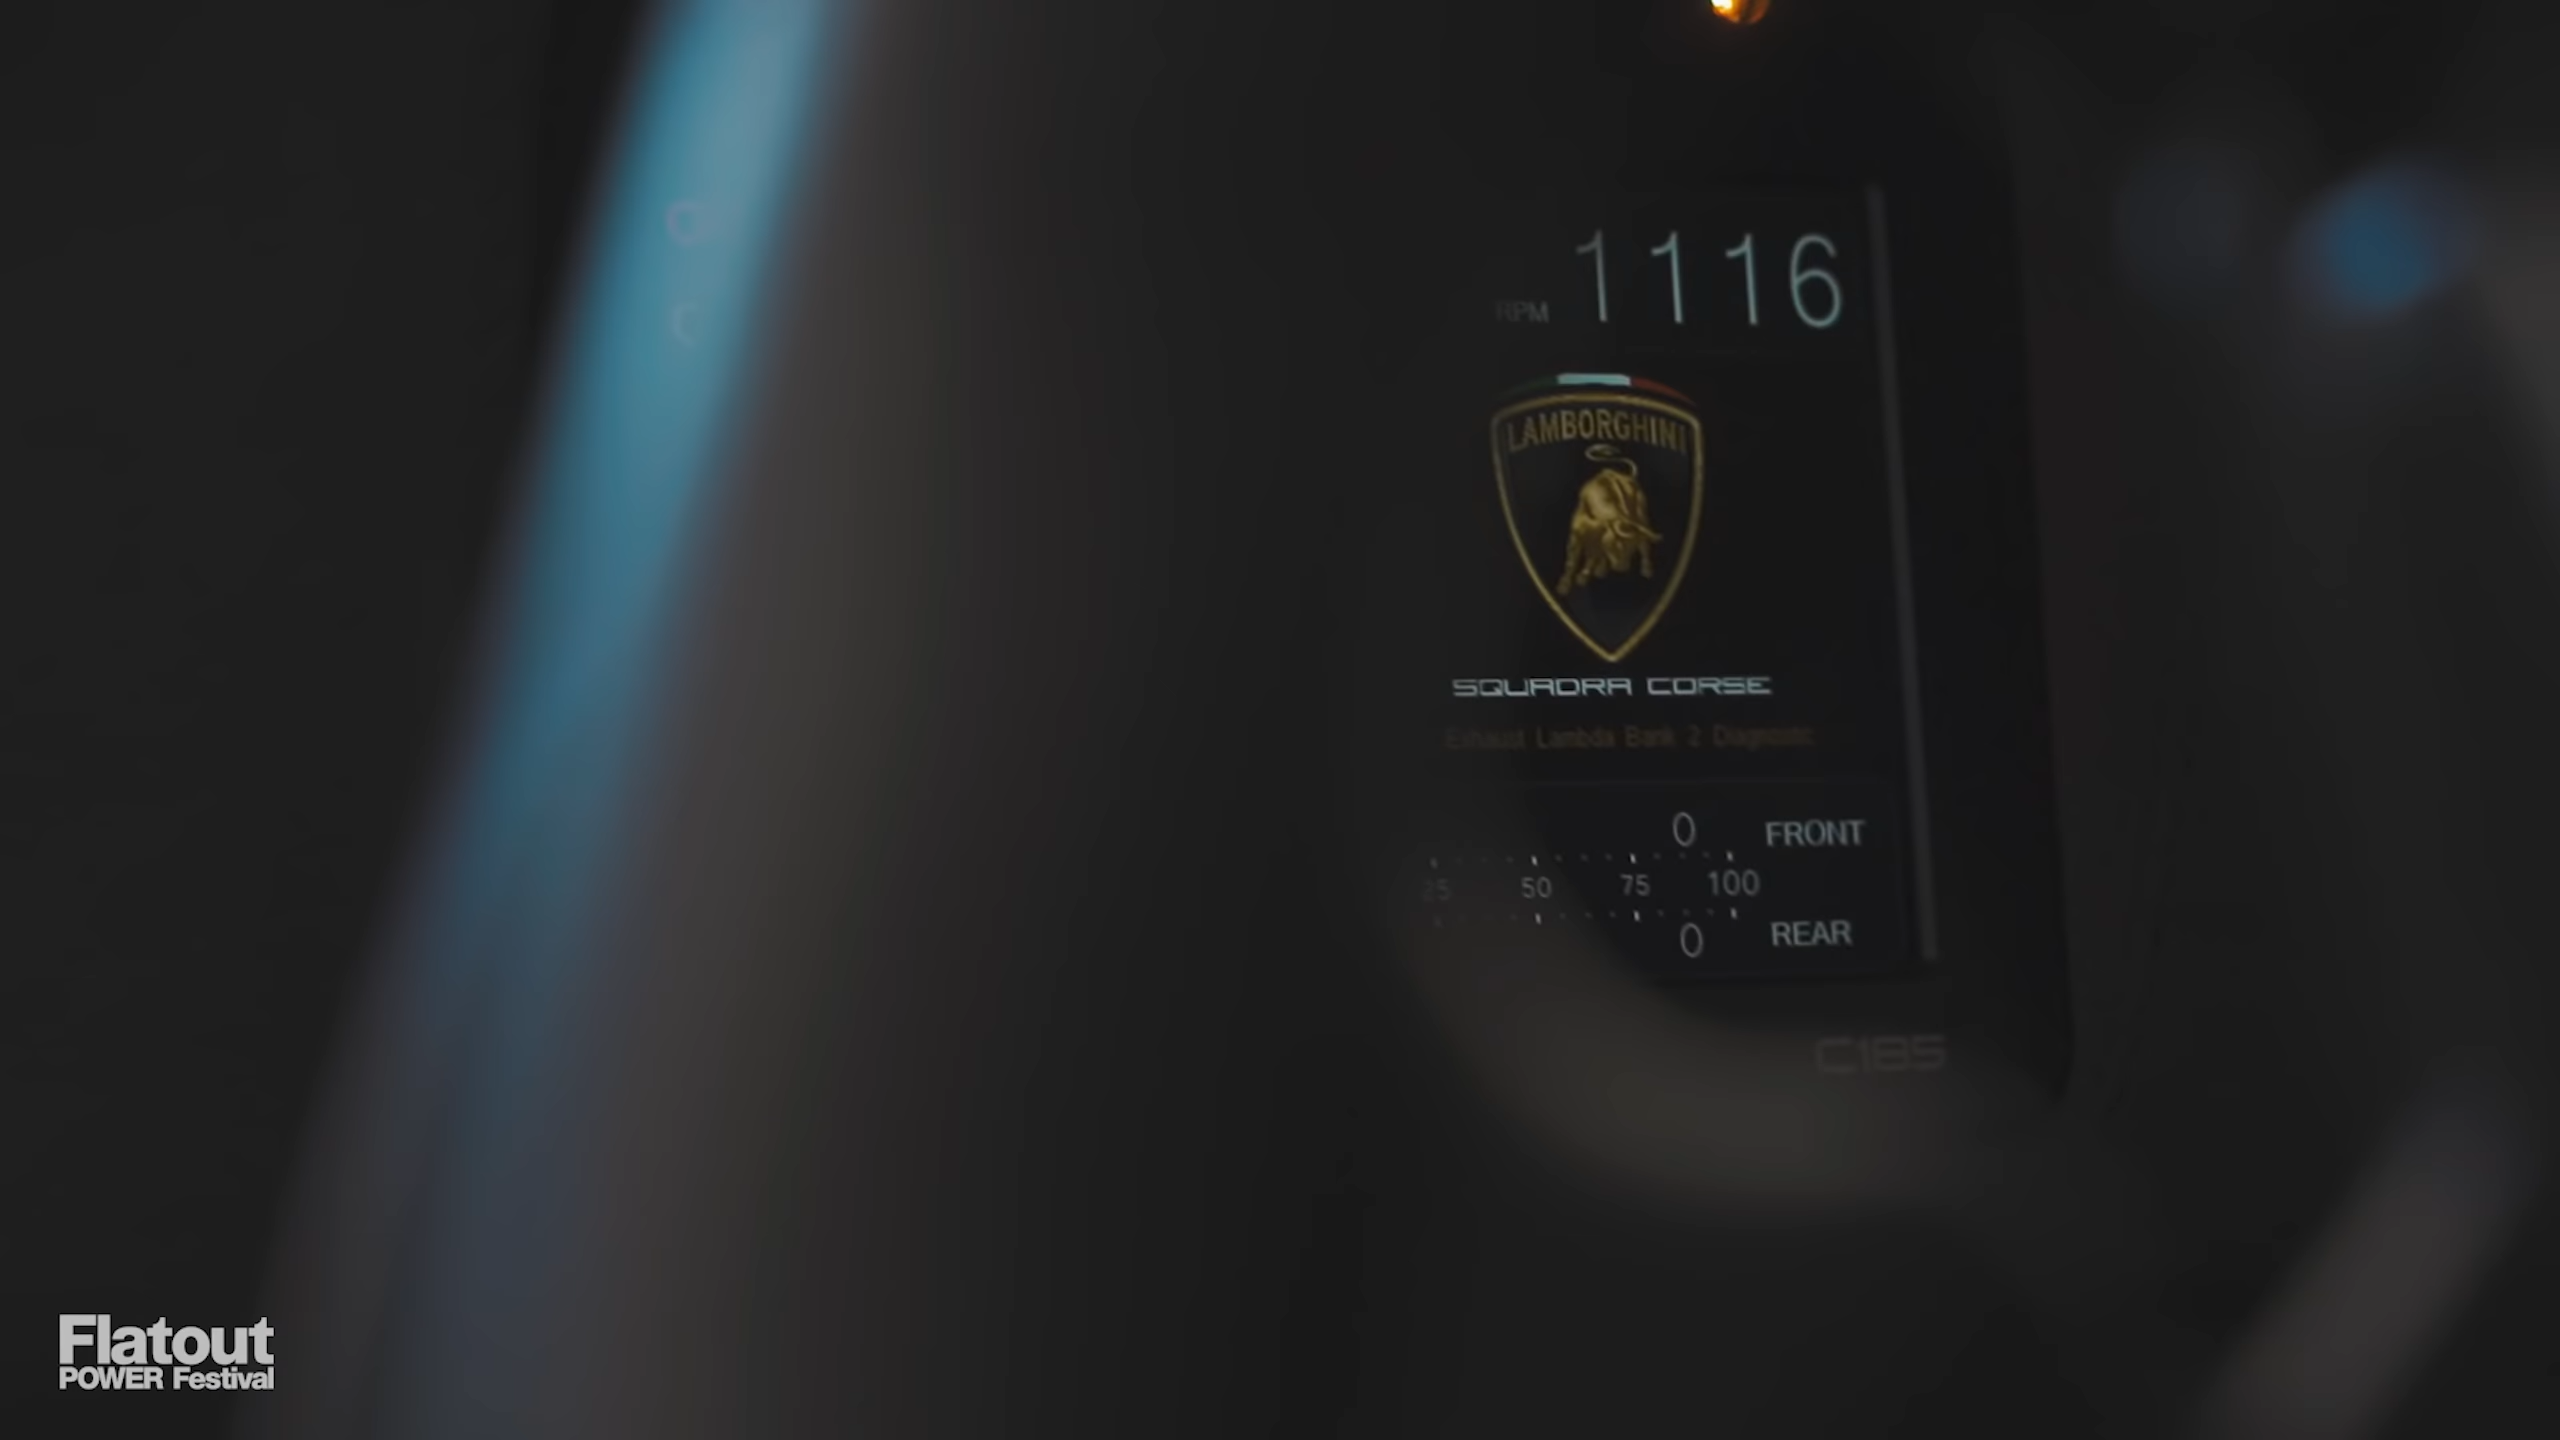 RPM 1116
LAMBORGHINI
SQUADRA CORSE
Exhaust Lambda Bank 2 Diagnostic
0 FRONT
25 50 75 100
0 REAR
C185
Flatout
POWER Festival